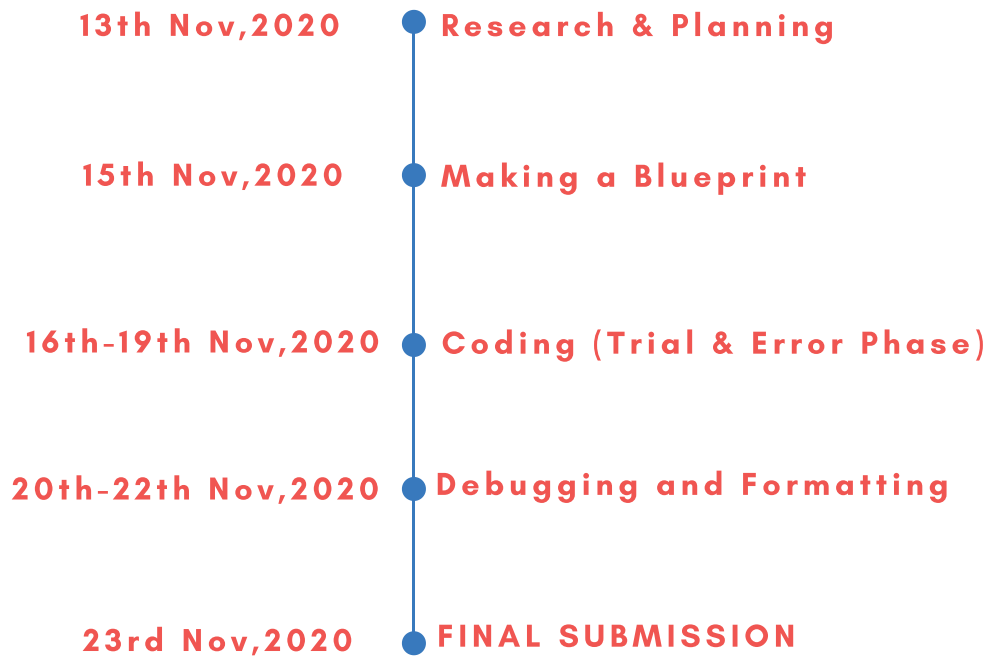 13th Nov,2020
Research & Planning
15th Nov,2020
Making a Blueprint
16th-19th Nov,2020
Coding (Trial & Error Phase)
20th-22th Nov,2020
Debugging and Formatting
23rd Nov,2020
FINAL SUBMISSION